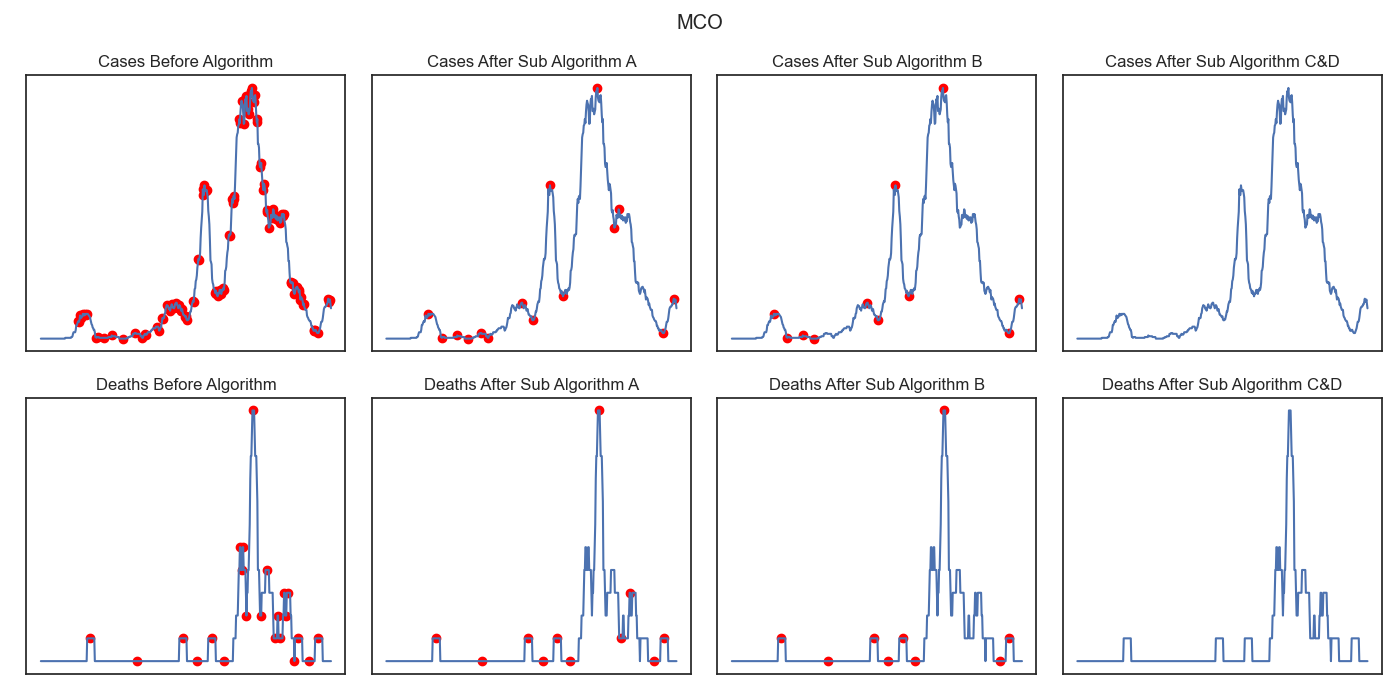 MCO
Cases Before Algorithm
Cases After Sub Algorithm A
Cases After Sub Algorithm B
Cases After Sub Algorithm C&D
Deaths Before Algorithm
Deaths After Sub Algorithm A
Deaths After Sub Algorithm B
Deaths After Sub Algorithm C&D